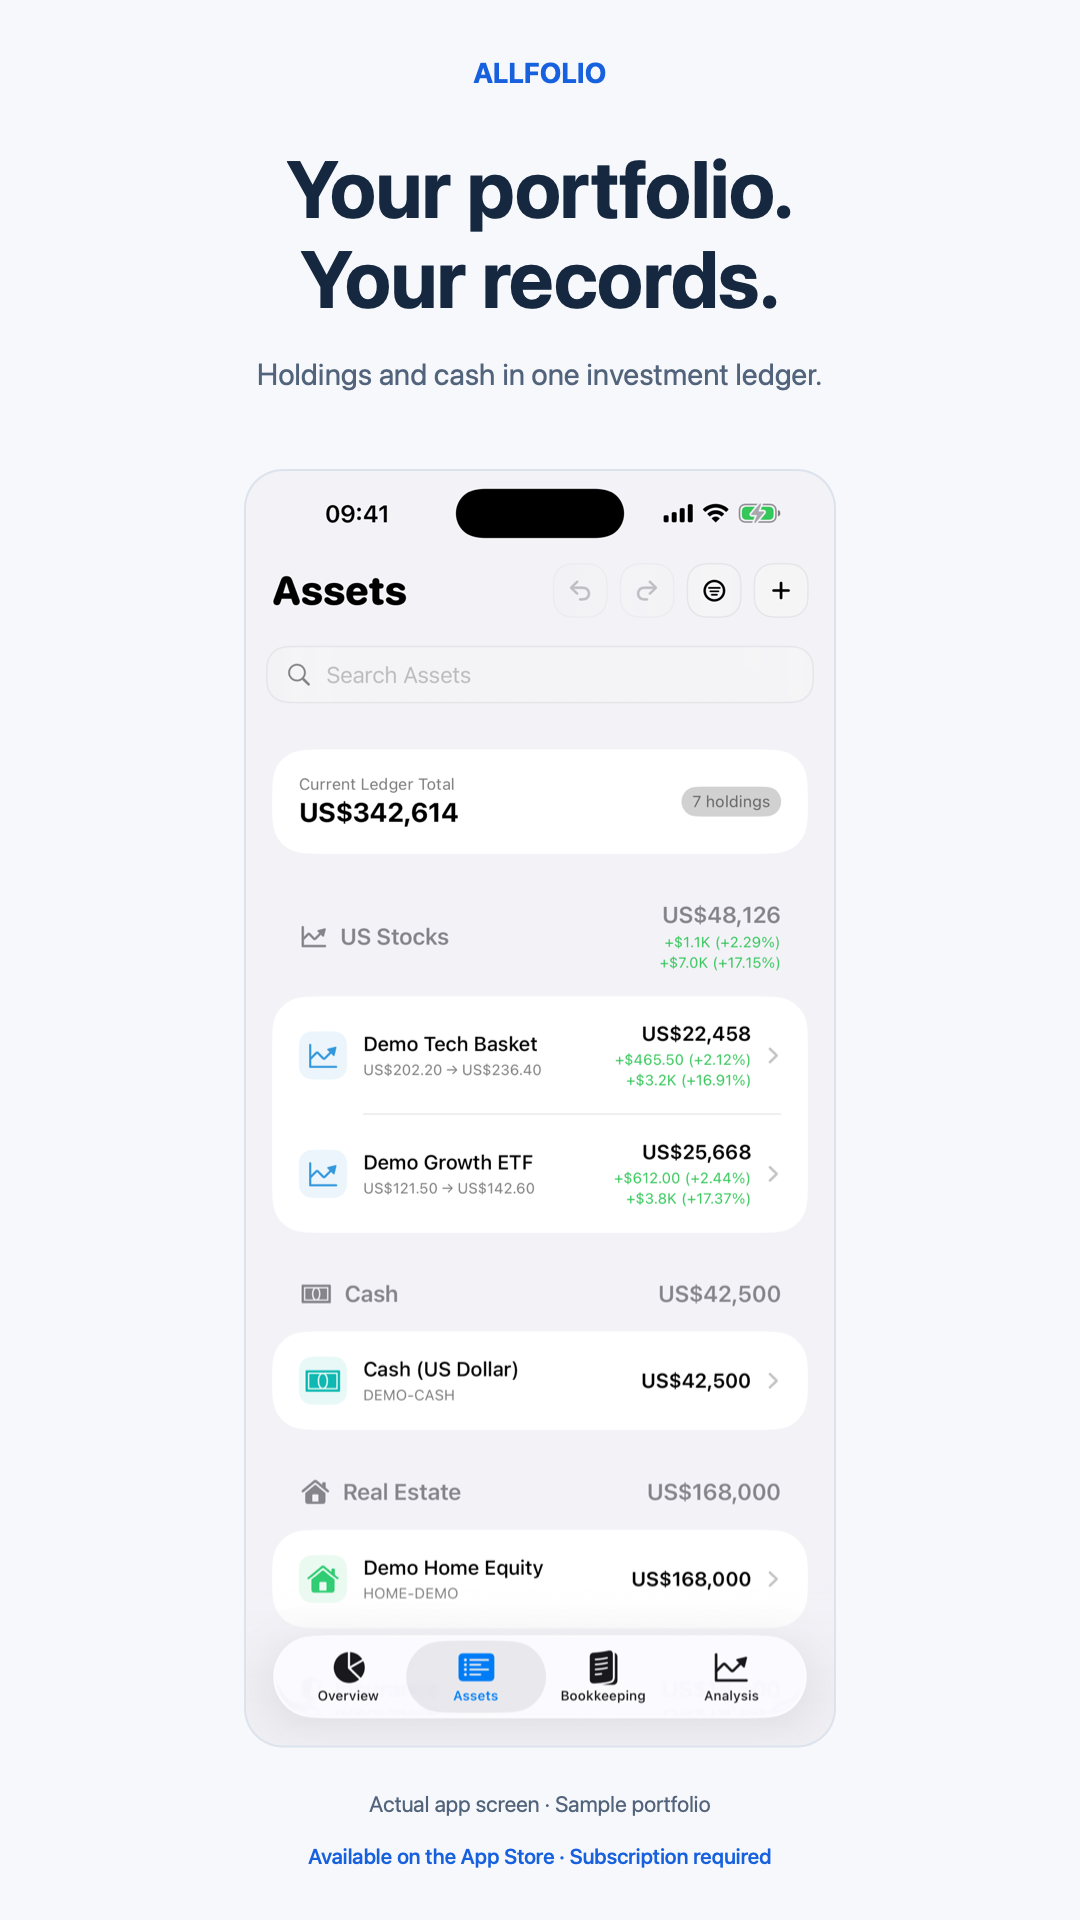 ALLFOLIO
Your portfolio.
Your records.
Holdings and cash in one investment ledger.
09:41
Assets
Search Assets
Current Ledger Total
US$342,614
7 holdings
US Stocks
US$48,126
+$1.1K (+2.29%)
+$7.0K (+17.15%)
Demo Tech Basket
US$202.20 → US$236.40
US$22,458
+$465.50 (+2.12%)
+$3.2K (+16.91%)
Demo Growth ETF
US$121.50 → US$142.60
US$25,668
+$612.00 (+2.44%)
+$3.8K (+17.37%)
Cash
US$42,500
Cash (US Dollar)
DEMO-CASH
US$42,500
Real Estate
US$168,000
Demo Home Equity
HOME-DEMO
US$168,000
Overview
Assets
Bookkeeping
Analysis
Actual app screen · Sample portfolio
Available on the App Store · Subscription required